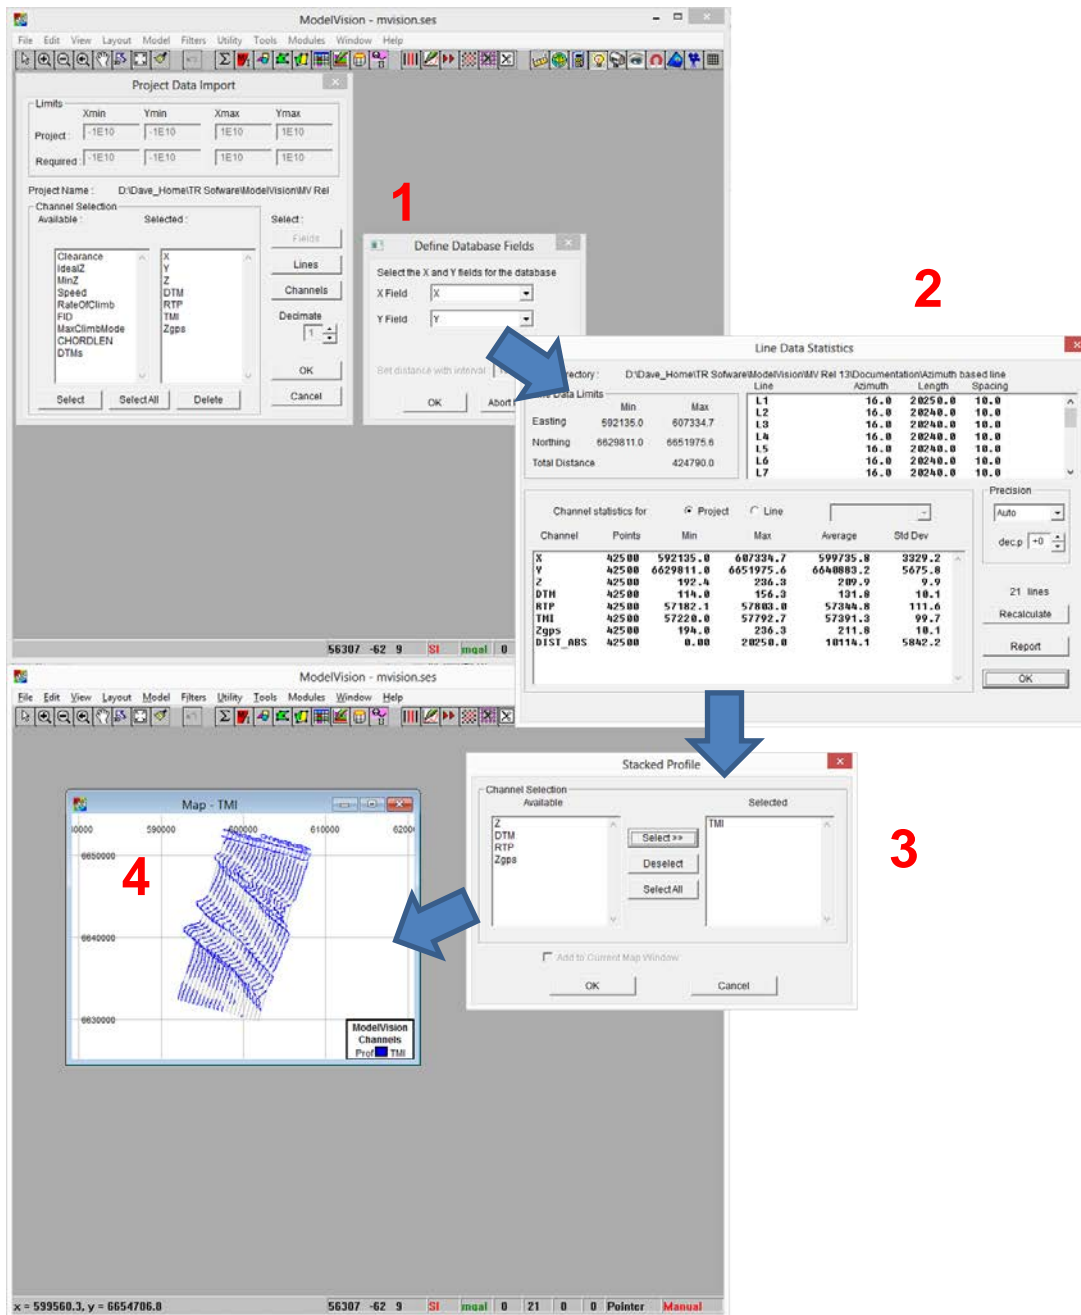 ModelVision - mvision.ses
File Edit View Layout Model Filters Utility Tools Modules Window Help
Project Data Import
Limits
Xmin Ymin Xmax Ymax
Project : -1E10 -1E10 1E10 1E10
Required : -1E10 -1E10 1E10 1E10
Project Name : D:\Dave_Home\TR Sofware\ModelVision\MV Rel
Channel Selection
Available : Selected : Select :
Clearance
IdealZ
MinZ
Speed
RateOfClimb
FID
MaxClimbMode
CHORDLEN
DTMs
X
Y
Z
DTM
RTP
TMI
Zgps
Fields
Lines
Channels
Decimate
1
OK
Cancel
Select Select All Delete
1
Define Database Fields
Select the X and Y fields for the database
X Field X
Y Field Y
Set distance with interval :
OK Abort
2
Line Data Statistics
rectory : D:\Dave_Home\TR Sofware\ModelVision\MV Rel 13\Documentation\Azimuth based line
Line Data Limits
Min Max
Easting 592135.0 607334.7
Northing 6629811.0 6651975.6
Total Distance 424790.0
Line Azimuth Length Spacing
L1 16.0 20250.0 10.0
L2 16.0 20240.0 10.0
L3 16.0 20240.0 10.0
L4 16.0 20240.0 10.0
L5 16.0 20240.0 10.0
L6 16.0 20240.0 10.0
L7 16.0 20240.0 10.0
Channel statistics for Project Line
Channel Points Min Max Average Std Dev
X 42500 592135.0 607334.7 599735.8 3329.2
Y 42500 6629811.0 6651975.6 6640883.2 5675.8
Z 42500 192.4 236.3 209.9 9.9
DTM 42500 114.0 156.3 131.8 10.1
RTP 42500 57182.1 57803.0 57344.8 111.6
TMI 42500 57220.0 57792.7 57391.3 99.7
Zgps 42500 194.0 236.3 211.8 10.1
DIST_ABS 42500 0.00 20250.0 10114.1 5842.2
Precision
Auto
dec.p +0
21 lines
Recalculate
Report
OK
56307 -62 9 SI mgal 0
ModelVision - mvision.ses
File Edit View Layout Model Filters Utility Tools Modules Window Help
Stacked Profile
Channel Selection
Available Selected
Z
DTM
RTP
Zgps
Select >>
Deselect
Select All
TMI
Add to Current Map Window
OK Cancel
3
Map - TMI
590000 600000 610000
6650000
6640000
6630000
4
ModelVision
Channels
Prof TMI
x = 599560.3, y = 6654706.0 56307 -62 9 SI mgal 0 21 0 0 Pointer Manual